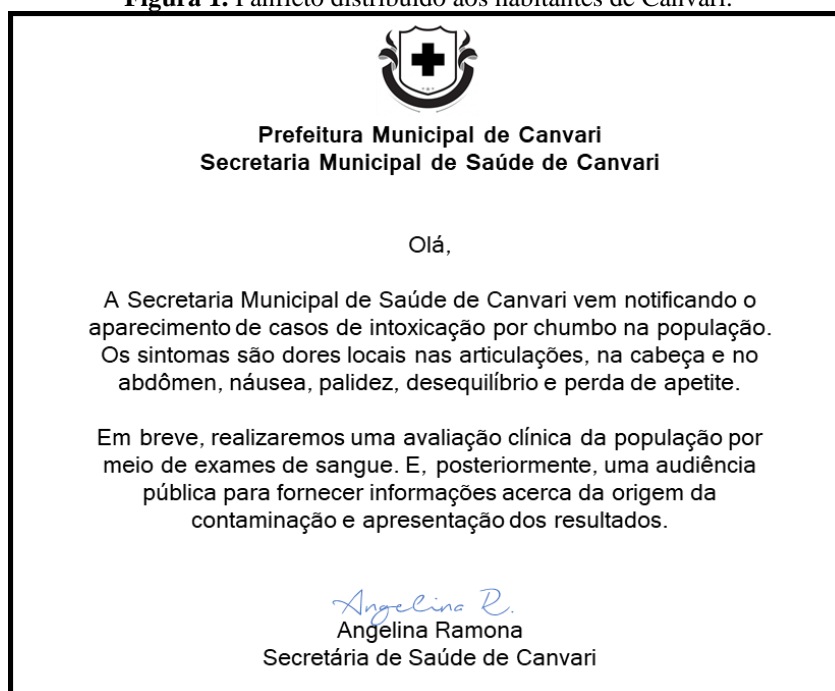 Figura 1. Panfleto distribuído aos habitantes de Canvari.
Prefeitura Municipal de Canvari
Secretaria Municipal de Saúde de Canvari
Olá,
A Secretaria Municipal de Saúde de Canvari vem notificando o
aparecimento de casos de intoxicação por chumbo na população.
Os sintomas são dores locais nas articulações, na cabeça e no
abdômen, náusea, palidez, desequilíbrio e perda de apetite.
Em breve, realizaremos uma avaliação clínica da população por
meio de exames de sangue. E, posteriormente, uma audiência
pública para fornecer informações acerca da origem da
contaminação e apresentação dos resultados.
Angelina R.
Angelina Ramona
Secretária de Saúde de Canvari